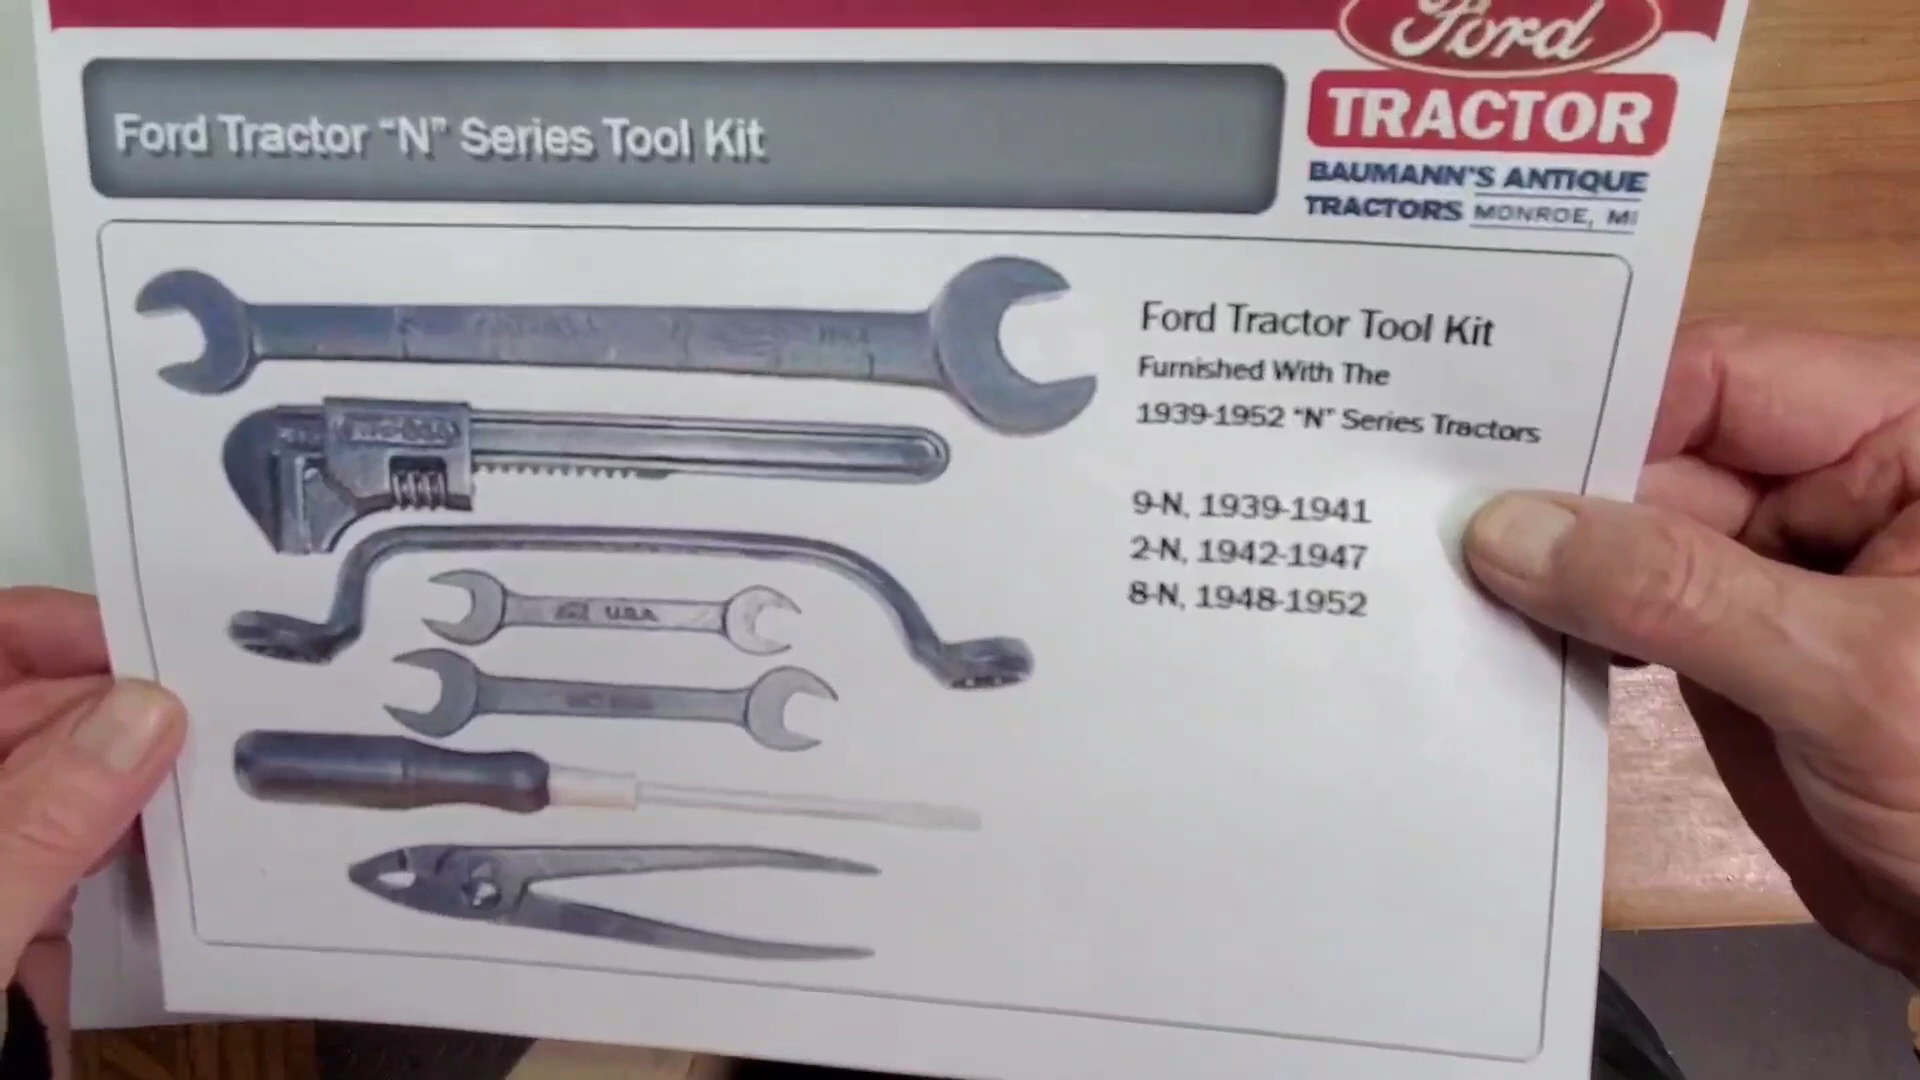 Ford
TRACTOR
BAUMANN'S ANTIQUE
TRACTORS MONROE, MI
Ford Tractor "N" Series Tool Kit
Ford Tractor Tool Kit
Furnished With The
1939-1952 "N" Series Tractors
9-N, 1939-1941
2-N, 1942-1947
8-N, 1948-1952
U.S.A.